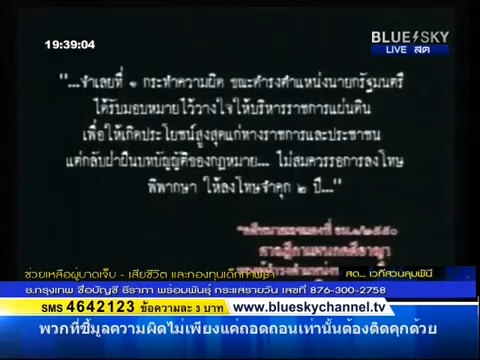 19:39:04
BLUE SKY
LIVE สด
"...จำเลยที่ ๑ กระทำความผิด ขณะดำรงตำแหน่งนายกรัฐมนตรี
ได้รับมอบหมายไว้วางใจให้บริหารราชการแผ่นดิน
เพื่อให้เกิดประโยชน์สูงสุดแก่ทางราชการและประชาชน
แต่กลับฝ่าฝืนบทบัญญัติของกฎหมาย... ไม่สมควรรอการลงโทษ
พิพากษา ให้ลงโทษจำคุก ๒ ปี..."
ช่วยเหลือผู้บาดเจ็บ - เสียชีวิต และกองทุนเด็กกำพร้า
สด... เวทีสวนลุมพินี
ธ.กรุงเทพ ชื่อบัญชี ธีราภา พร้อมพันธุ์ กระแสรายวัน เลขที่ 876-300-2758
SMS 4642123 ข้อความละ 3 บาท www.blueskychannel.tv
พวกที่ชี้มูลความผิดไม่เพียงแค่ถอดถอนเท่านั้นต้องติดคุกด้วย